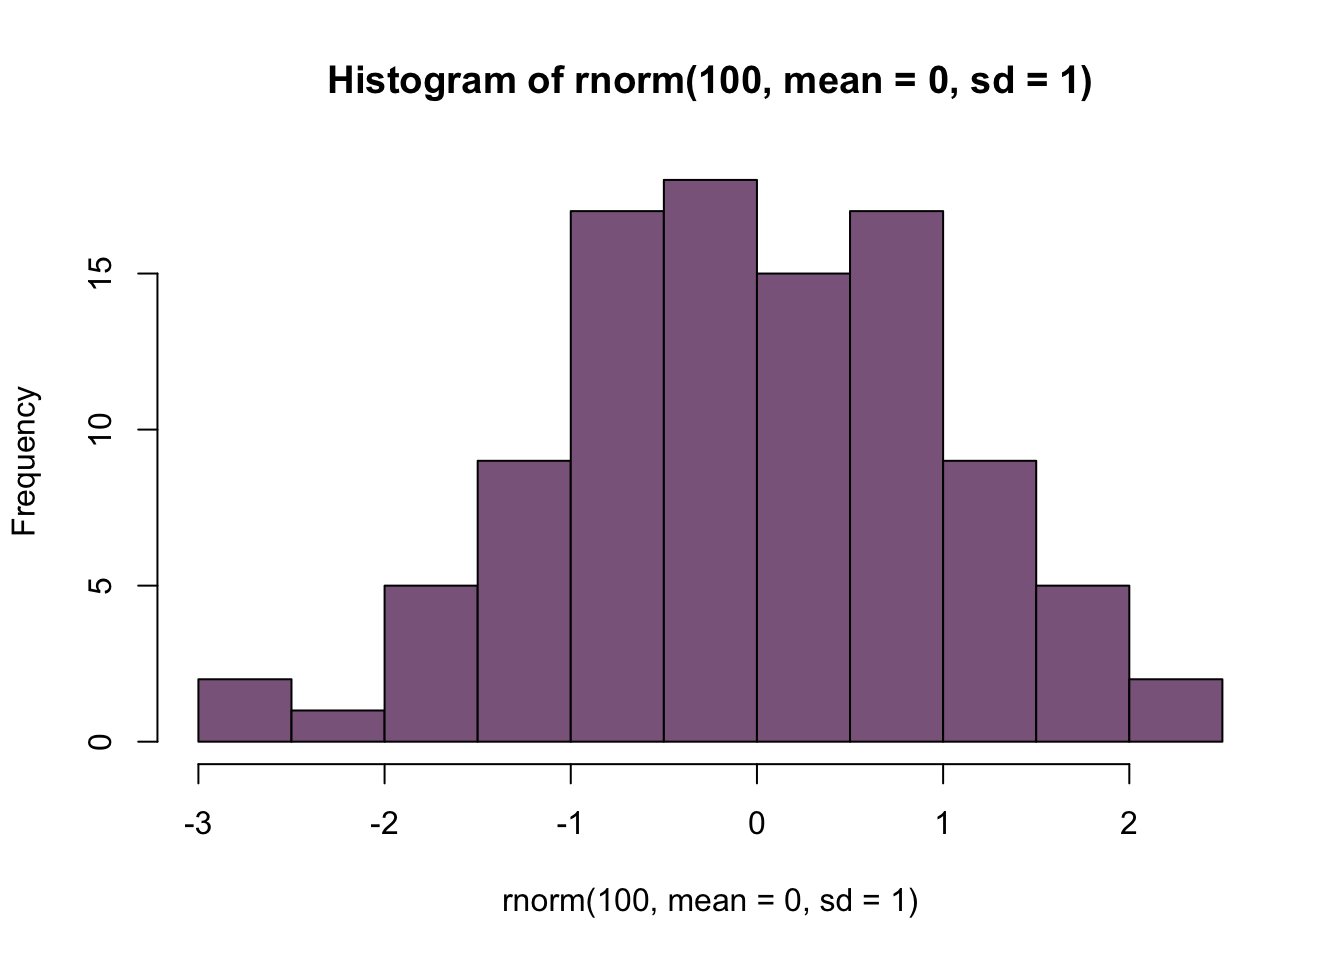 Histogram of rnorm(100, mean = 0, sd = 1)
Frequency
15
10
5
0
-3 -2 -1 0 1 2
rnorm(100, mean = 0, sd = 1)